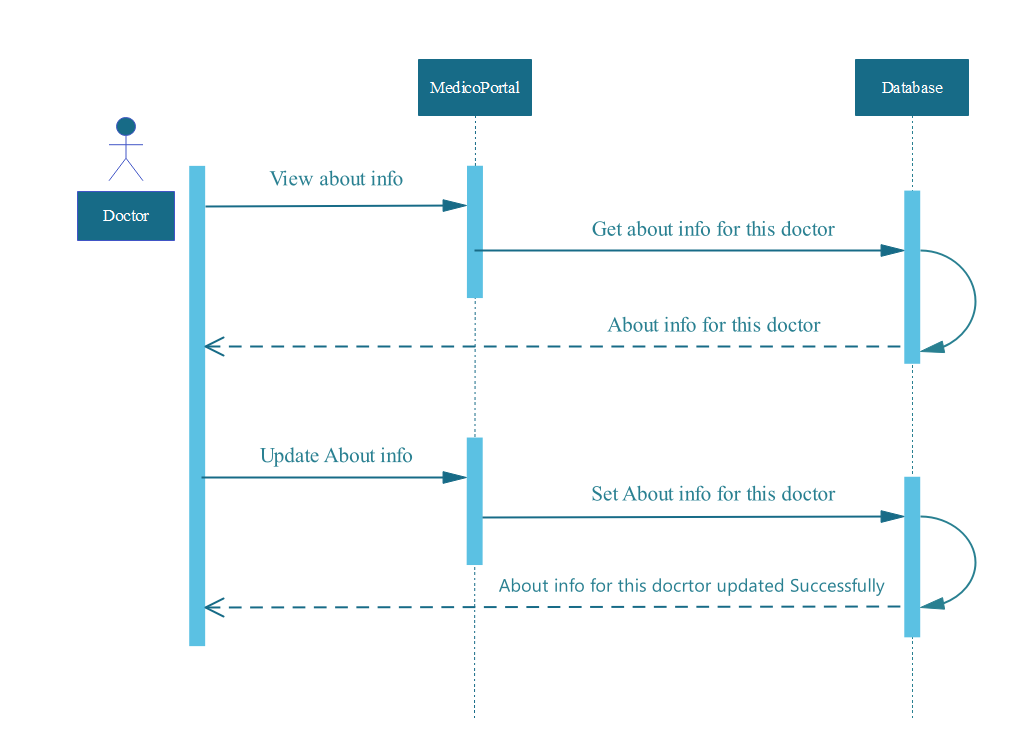 MedicoPortal
Database
Doctor
View about info
Get about info for this doctor
About info for this doctor
Update About info
Set About info for this doctor
About info for this docrtor updated Successfully